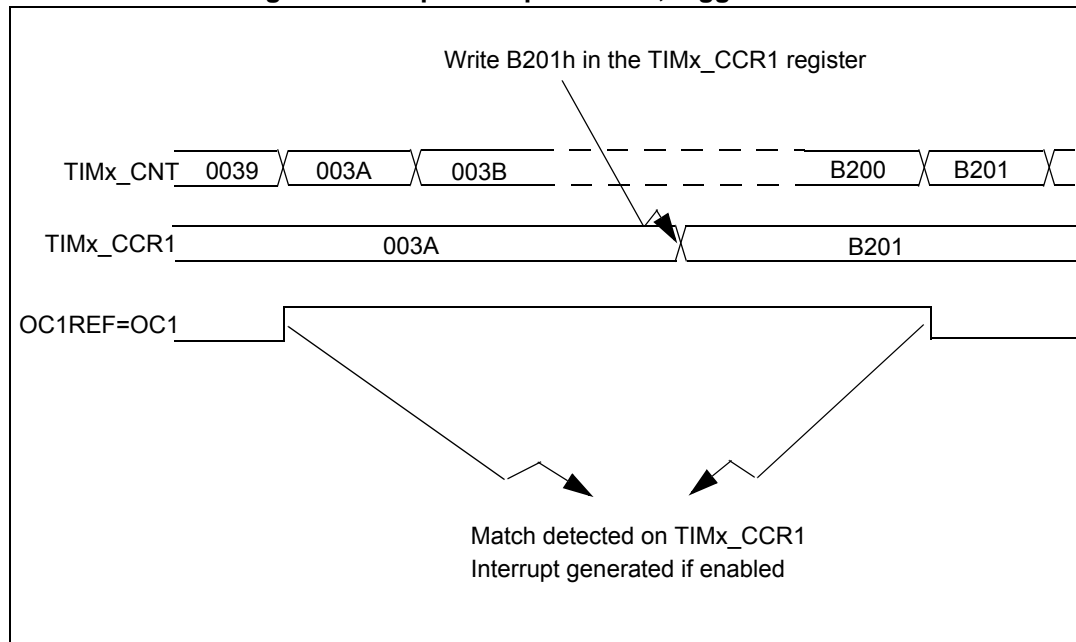 Write B201h in the TIMx_CCR1 register
TIMx_CNT 0039 003A 003B B200 B201
TIMx_CCR1 003A B201
OC1REF=OC1
Match detected on TIMx_CCR1
Interrupt generated if enabled